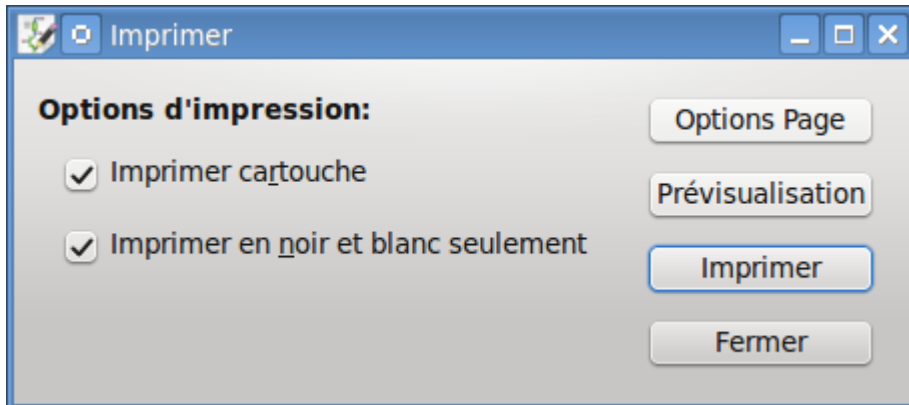 Imprimer
Options d'impression:
Imprimer cartouche
Imprimer en noir et blanc seulement
Options Page
Prévisualisation
Imprimer
Fermer